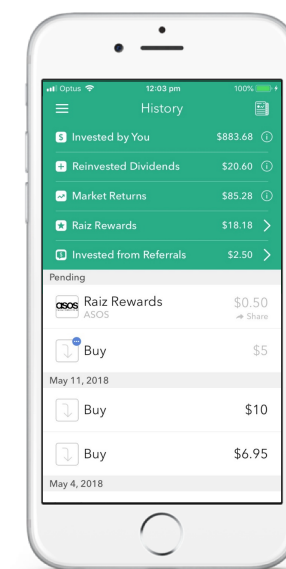 Optus 12:03 pm 100%
History
Invested by You $883.68
Reinvested Dividends $20.60
Market Returns $85.28
Raiz Rewards $18.18
Invested from Referrals $2.50
Pending
asos Raiz Rewards $0.50
ASOS Share
Buy $5
May 11, 2018
Buy $10
Buy $6.95
May 4, 2018